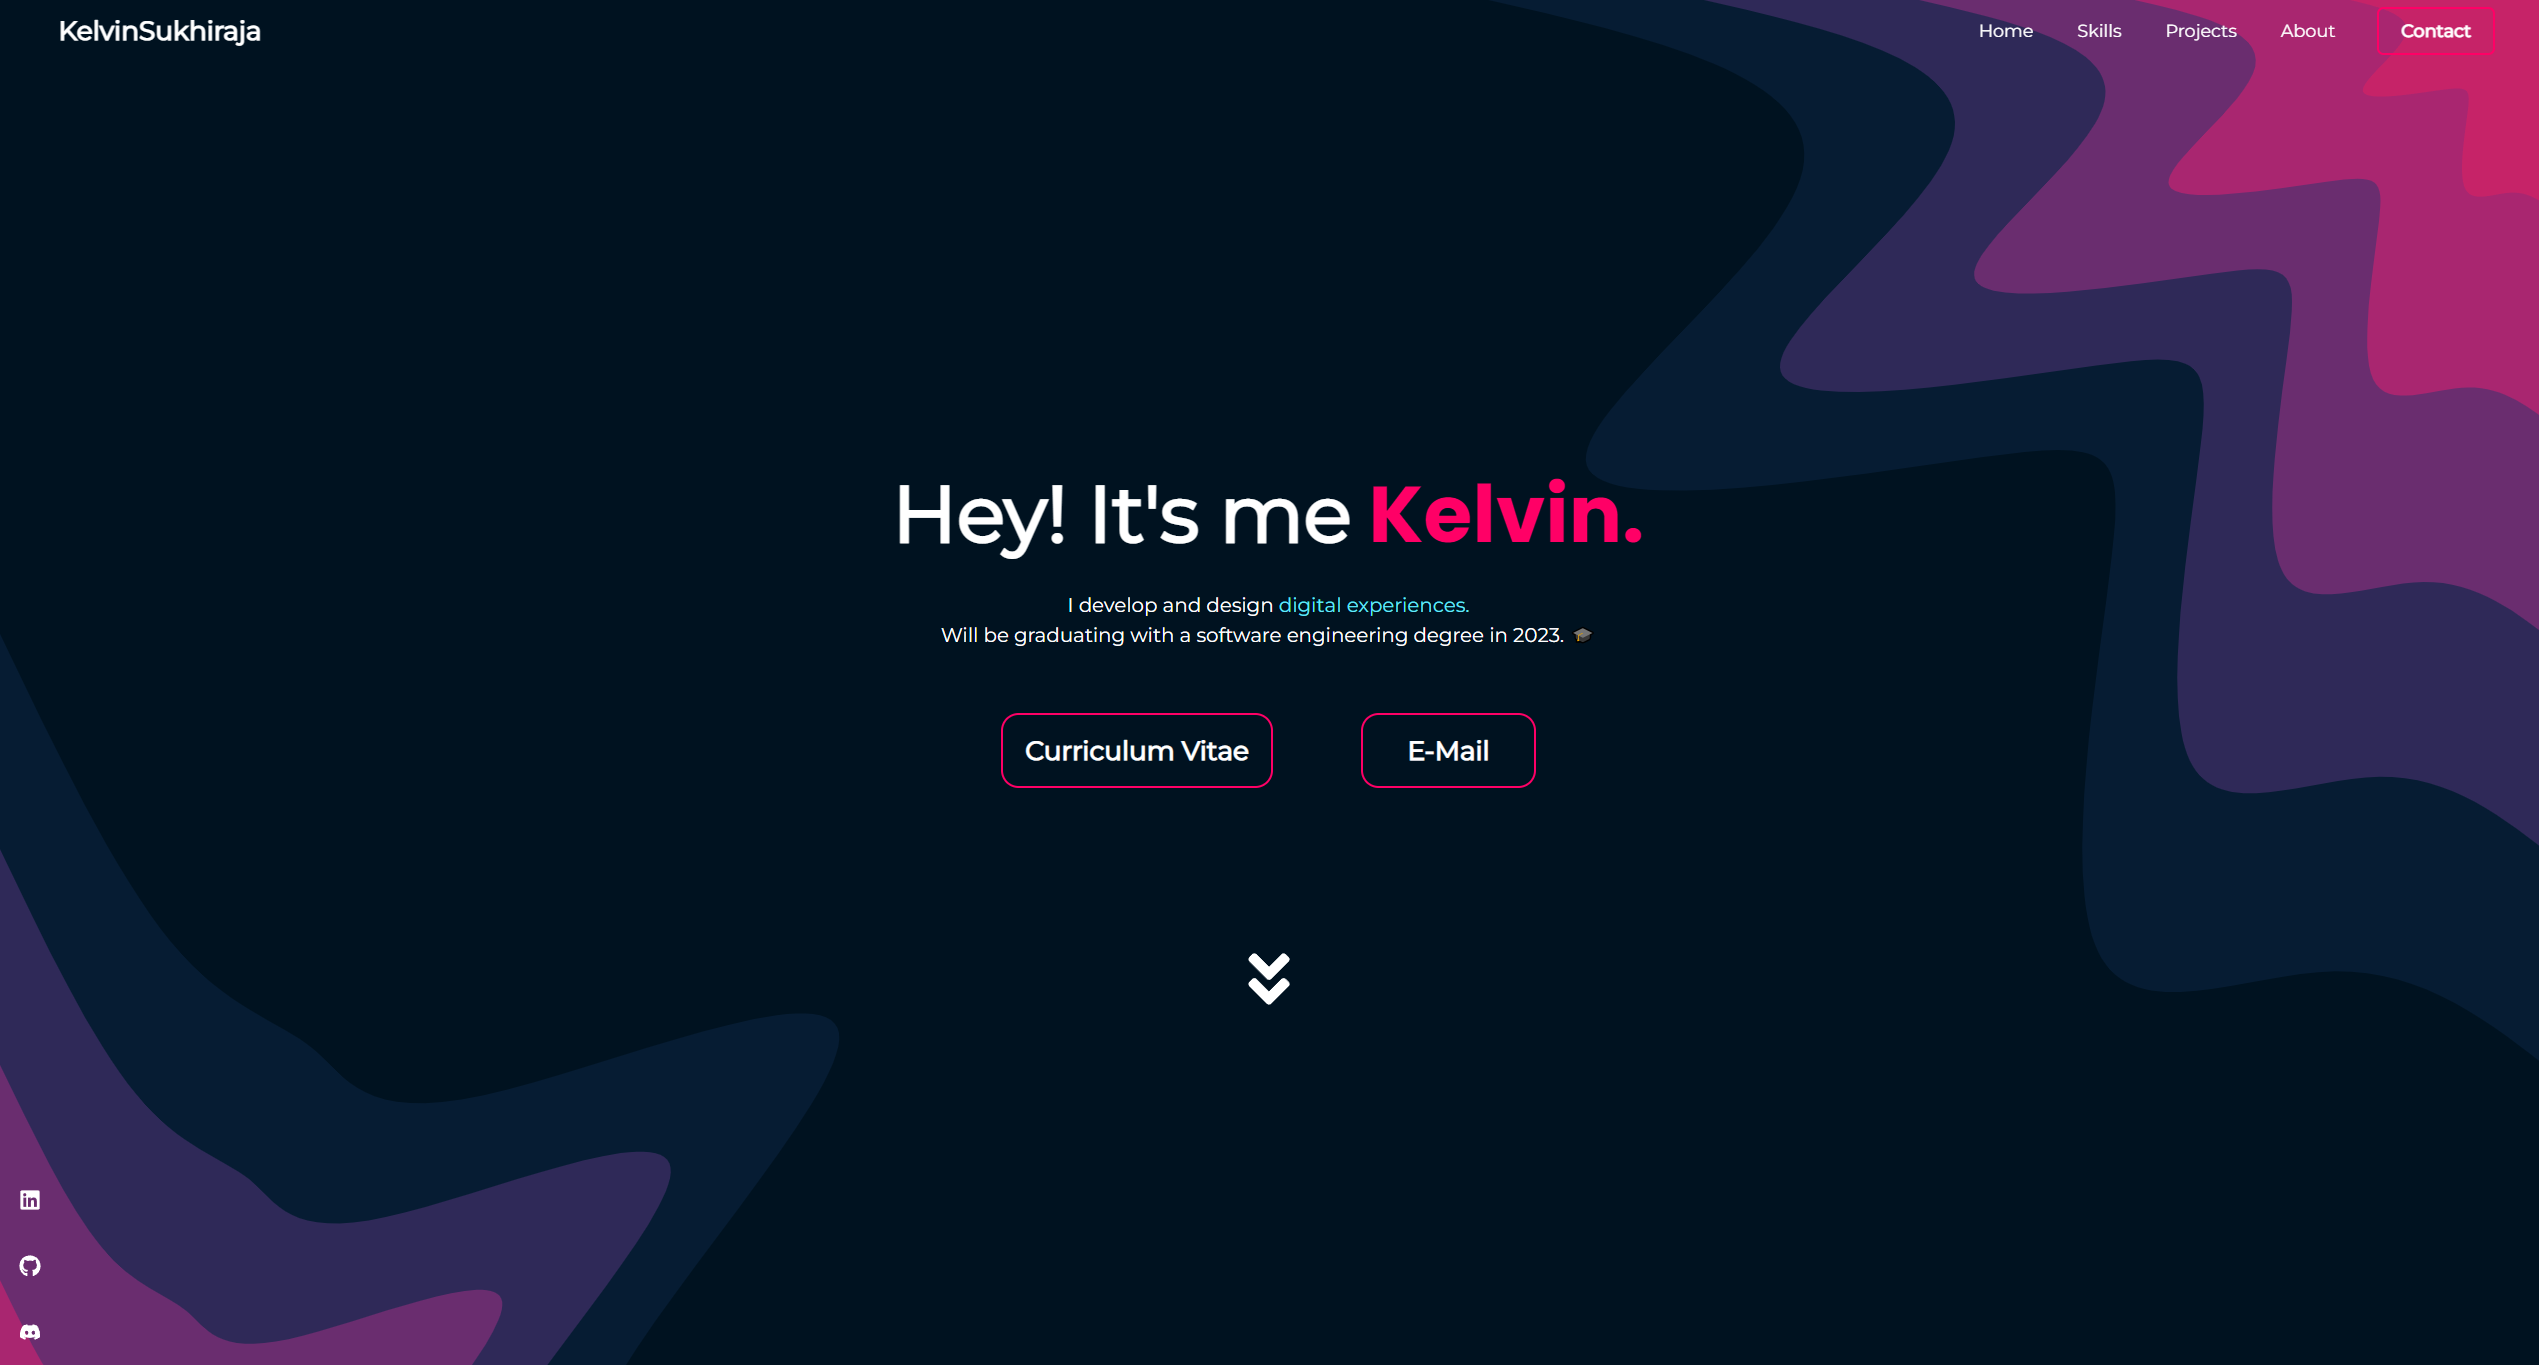 KelvinSukhiraja
Home Skills Projects About Contact
Hey! It's me Kelvin.
I develop and design digital experiences.
Will be graduating with a software engineering degree in 2023. 🎓
Curriculum Vitae E-Mail